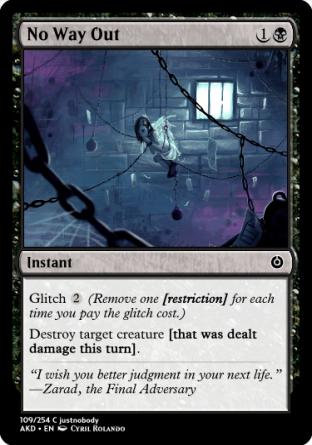 No Way Out 1
Instant
Glitch 2 (Remove one [restriction] for each
time you pay the glitch cost.)
Destroy target creature [that was dealt
damage this turn].
“I wish you better judgment in your next life.”
—Zarad, the Final Adversary
109/254 C justnobody
AKD • EN Cyril Rolando